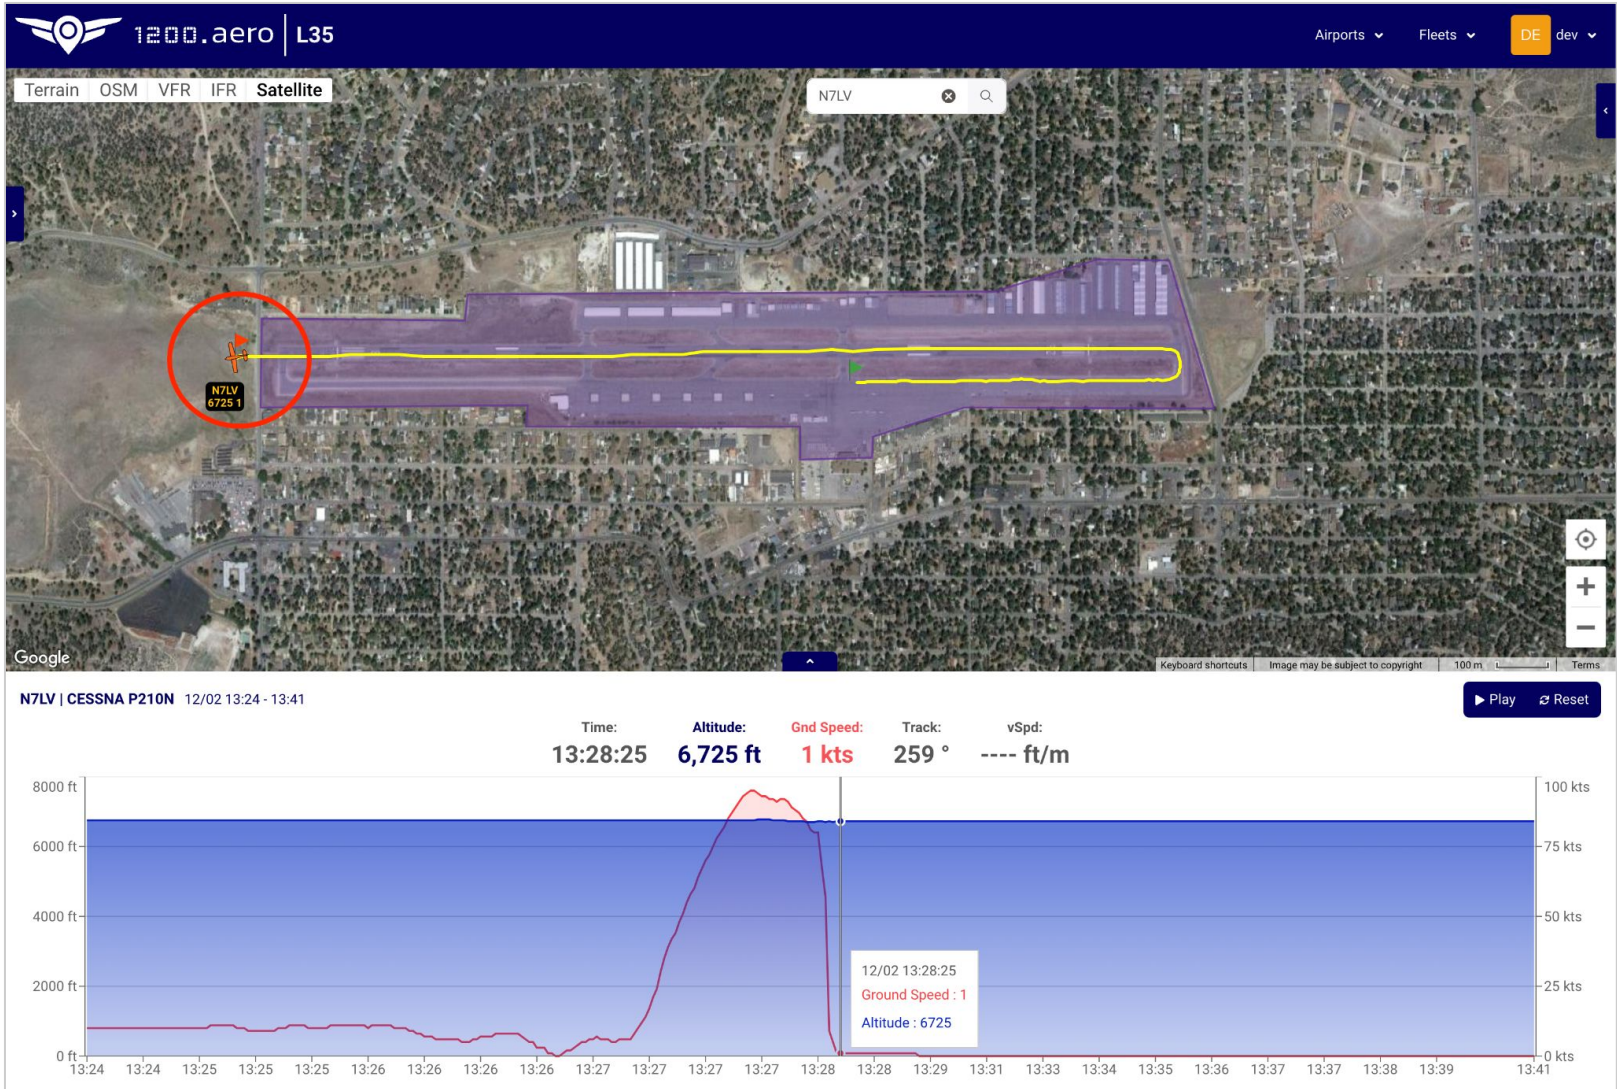 1200.aero | L35
Airports
Fleets
DE
dev
Terrain OSM VFR IFR Satellite
N7LV
N7LV
6725 1
Google
Keyboard shortcuts
Image may be subject to copyright
100 m
Terms
N7LV | CESSNA P210N 12/02 13:24 - 13:41
Play
Reset
Time: Altitude: Gnd Speed: Track: vSpd:
13:28:25 6,725 ft 1 kts 259 ° ---- ft/m
8000 ft
6000 ft
4000 ft
2000 ft
0 ft
100 kts
75 kts
50 kts
25 kts
0 kts
12/02 13:28:25
Ground Speed : 1
Altitude : 6725
13:24 13:24 13:25 13:25 13:25 13:26 13:26 13:26 13:26 13:27 13:27 13:27 13:27 13:28 13:28 13:29 13:31 13:33 13:34 13:35 13:36 13:37 13:37 13:38 13:39 13:41